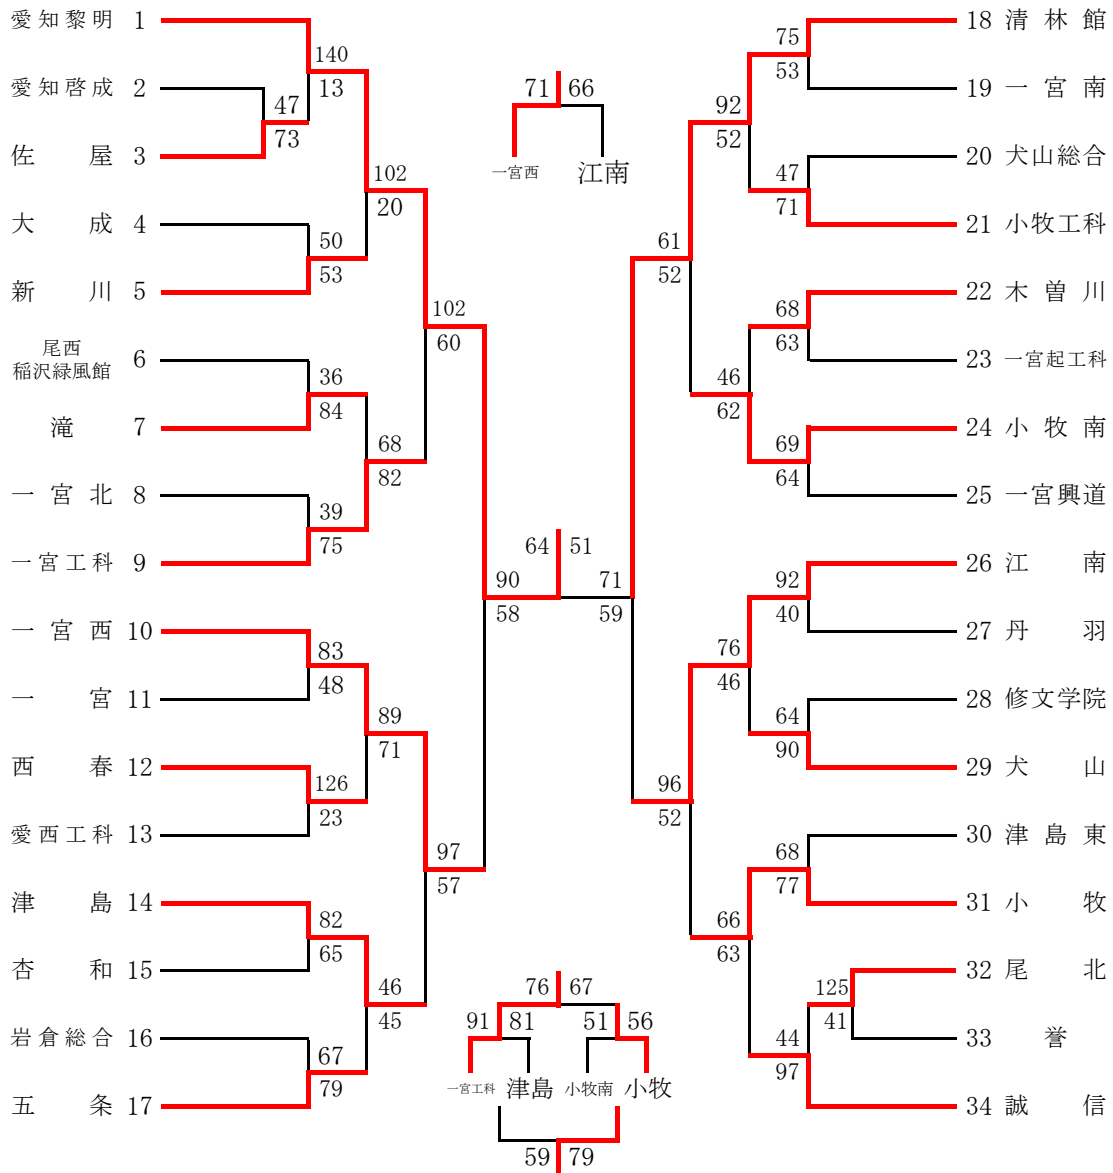 愛知黎明 1
140
13
愛知啓成 2
47
73
佐屋 3
102
20
大成 4
50
53
新川 5
102
60
尾西
稲沢緑風館 6
36
84
滝 7
68
82
一宮北 8
39
75
一宮工科 9
90
58
一宮西 10
83
48
一宮 11
89
71
西春 12
126
23
愛西工科 13
97
57
津島 14
82
65
杏和 15
46
45
岩倉総合 16
67
79
五条 17
71 66
一宮西 江南
64 51
76 67
91 81 51 56
一宮工科 津島 小牧南 小牧
59 79
18 清林館
75
53
19 一宮南
92
52
20 犬山総合
47
71
21 小牧工科
61
52
22 木曽川
68
63
23 一宮起工科
46
62
24 小牧南
69
64
25 一宮興道
71
59
26 江南
92
40
27 丹羽
76
46
28 修文学院
64
90
29 犬山
96
52
30 津島東
68
77
31 小牧
66
63
32 尾北
125
41
33 誉
44
97
34 誠信